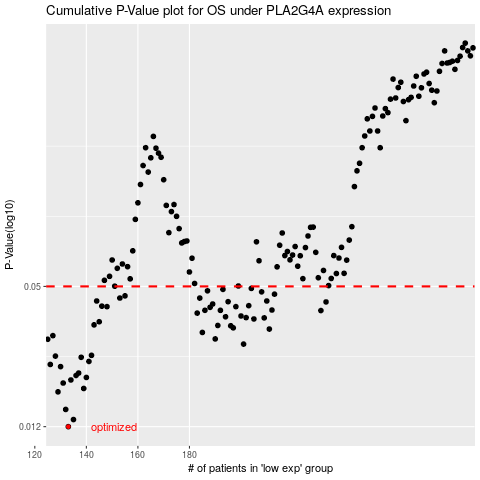 Cumulative P-Value plot for OS under PLA2G4A expression
P-Value(log10)
0.05
0.012
optimized
120 140 160 180
# of patients in 'low exp' group